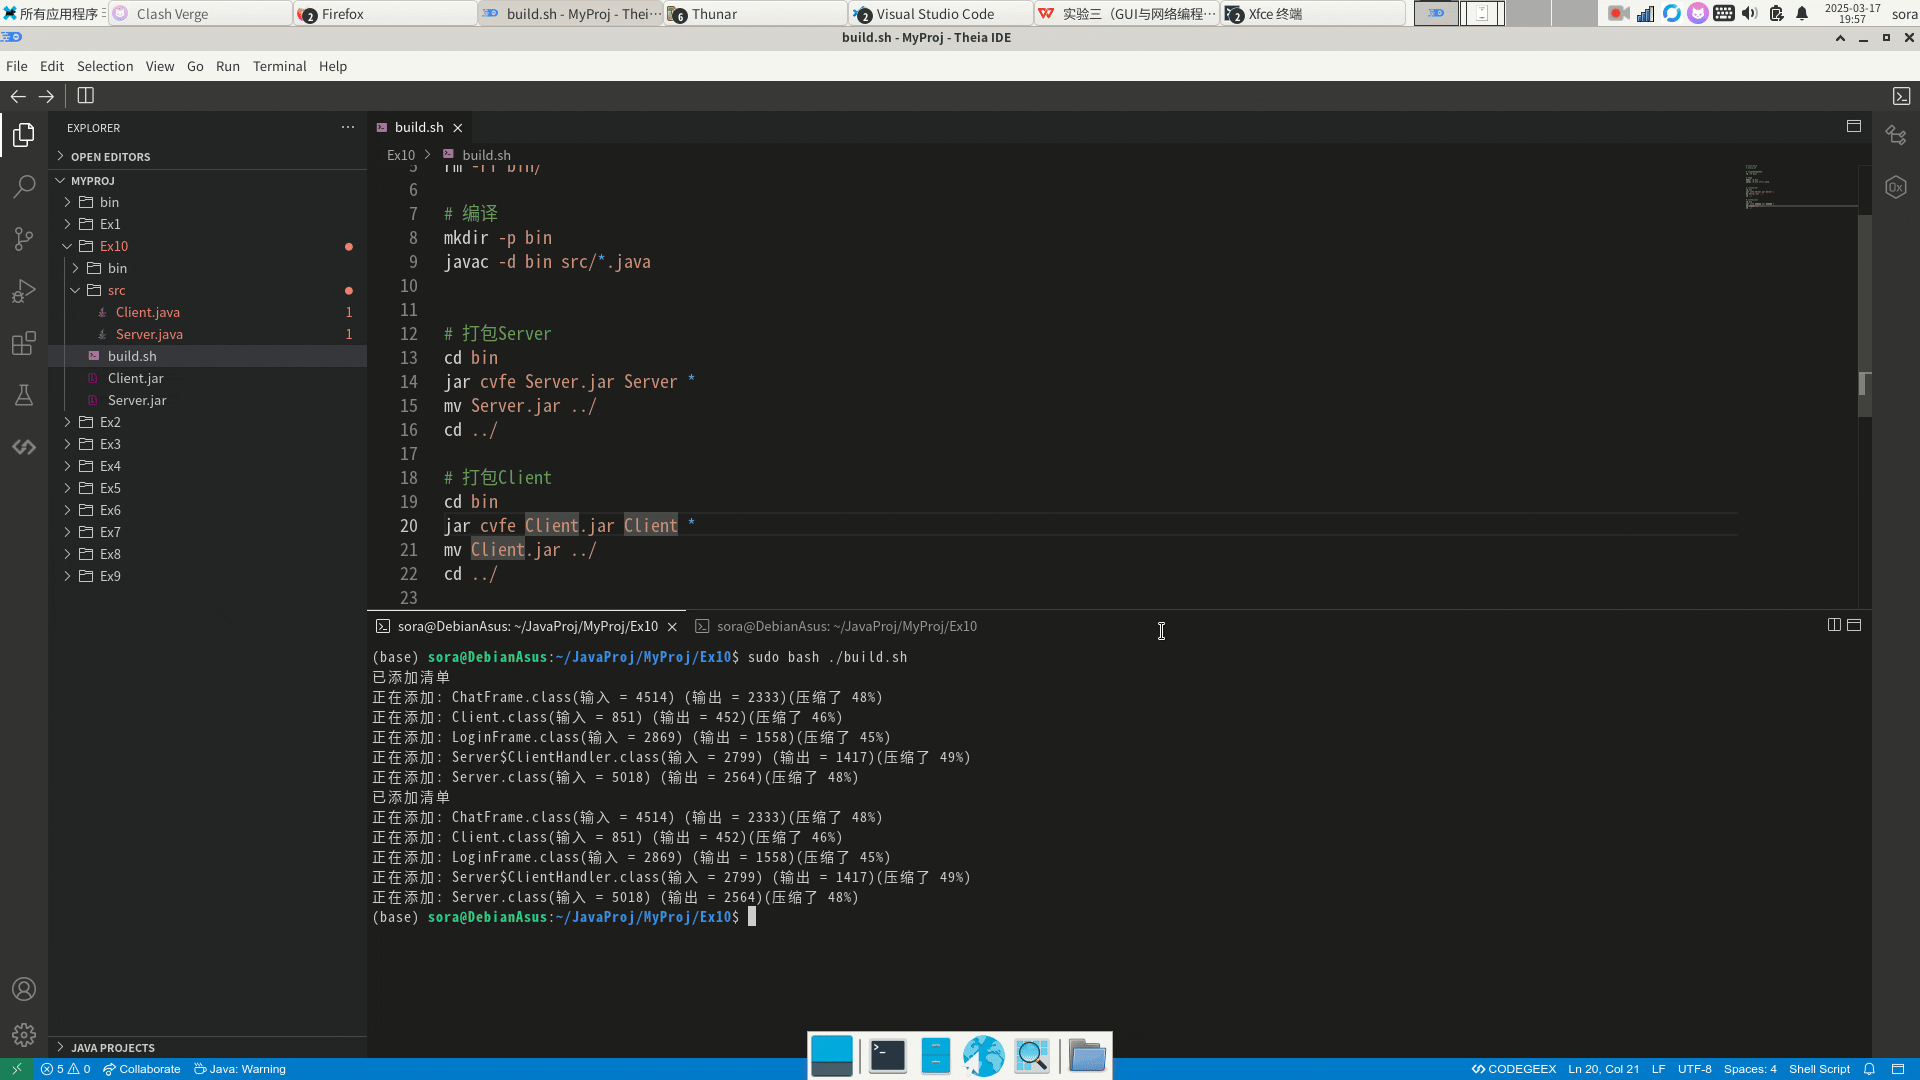 所有应用程序
Clash Verge
2 Firefox
build.sh - MyProj - Thei···
6 Thunar
2 Visual Studio Code
实验三（GUI与网络编程···
2 Xfce 终端
2025-03-17
19:57
sora
build.sh - MyProj - Theia IDE
File Edit Selection View Go Run Terminal Help
EXPLORER
OPEN EDITORS
MYPROJ
bin
Ex1
Ex10
bin
src
Client.java 1
Server.java 1
build.sh
Client.jar
Server.jar
Ex2
Ex3
Ex4
Ex5
Ex6
Ex7
Ex8
Ex9
JAVA PROJECTS
build.sh
Ex10 > build.sh
5 rm -rf bin/
6
7 # 编译
8 mkdir -p bin
9 javac -d bin src/*.java
10
11
12 # 打包Server
13 cd bin
14 jar cvfe Server.jar Server *
15 mv Server.jar ../
16 cd ../
17
18 # 打包Client
19 cd bin
20 jar cvfe Client.jar Client *
21 mv Client.jar ../
22 cd ../
23
sora@DebianAsus: ~/JavaProj/MyProj/Ex10
sora@DebianAsus: ~/JavaProj/MyProj/Ex10
(base) sora@DebianAsus:~/JavaProj/MyProj/Ex10$ sudo bash ./build.sh
已添加清单
正在添加: ChatFrame.class(输入 = 4514) (输出 = 2333)(压缩了 48%)
正在添加: Client.class(输入 = 851) (输出 = 452)(压缩了 46%)
正在添加: LoginFrame.class(输入 = 2869) (输出 = 1558)(压缩了 45%)
正在添加: Server$ClientHandler.class(输入 = 2799) (输出 = 1417)(压缩了 49%)
正在添加: Server.class(输入 = 5018) (输出 = 2564)(压缩了 48%)
已添加清单
正在添加: ChatFrame.class(输入 = 4514) (输出 = 2333)(压缩了 48%)
正在添加: Client.class(输入 = 851) (输出 = 452)(压缩了 46%)
正在添加: LoginFrame.class(输入 = 2869) (输出 = 1558)(压缩了 45%)
正在添加: Server$ClientHandler.class(输入 = 2799) (输出 = 1417)(压缩了 49%)
正在添加: Server.class(输入 = 5018) (输出 = 2564)(压缩了 48%)
(base) sora@DebianAsus:~/JavaProj/MyProj/Ex10$
5 0 Collaborate Java: Warning
CODEGEEX Ln 20, Col 21 LF UTF-8 Spaces: 4 Shell Script